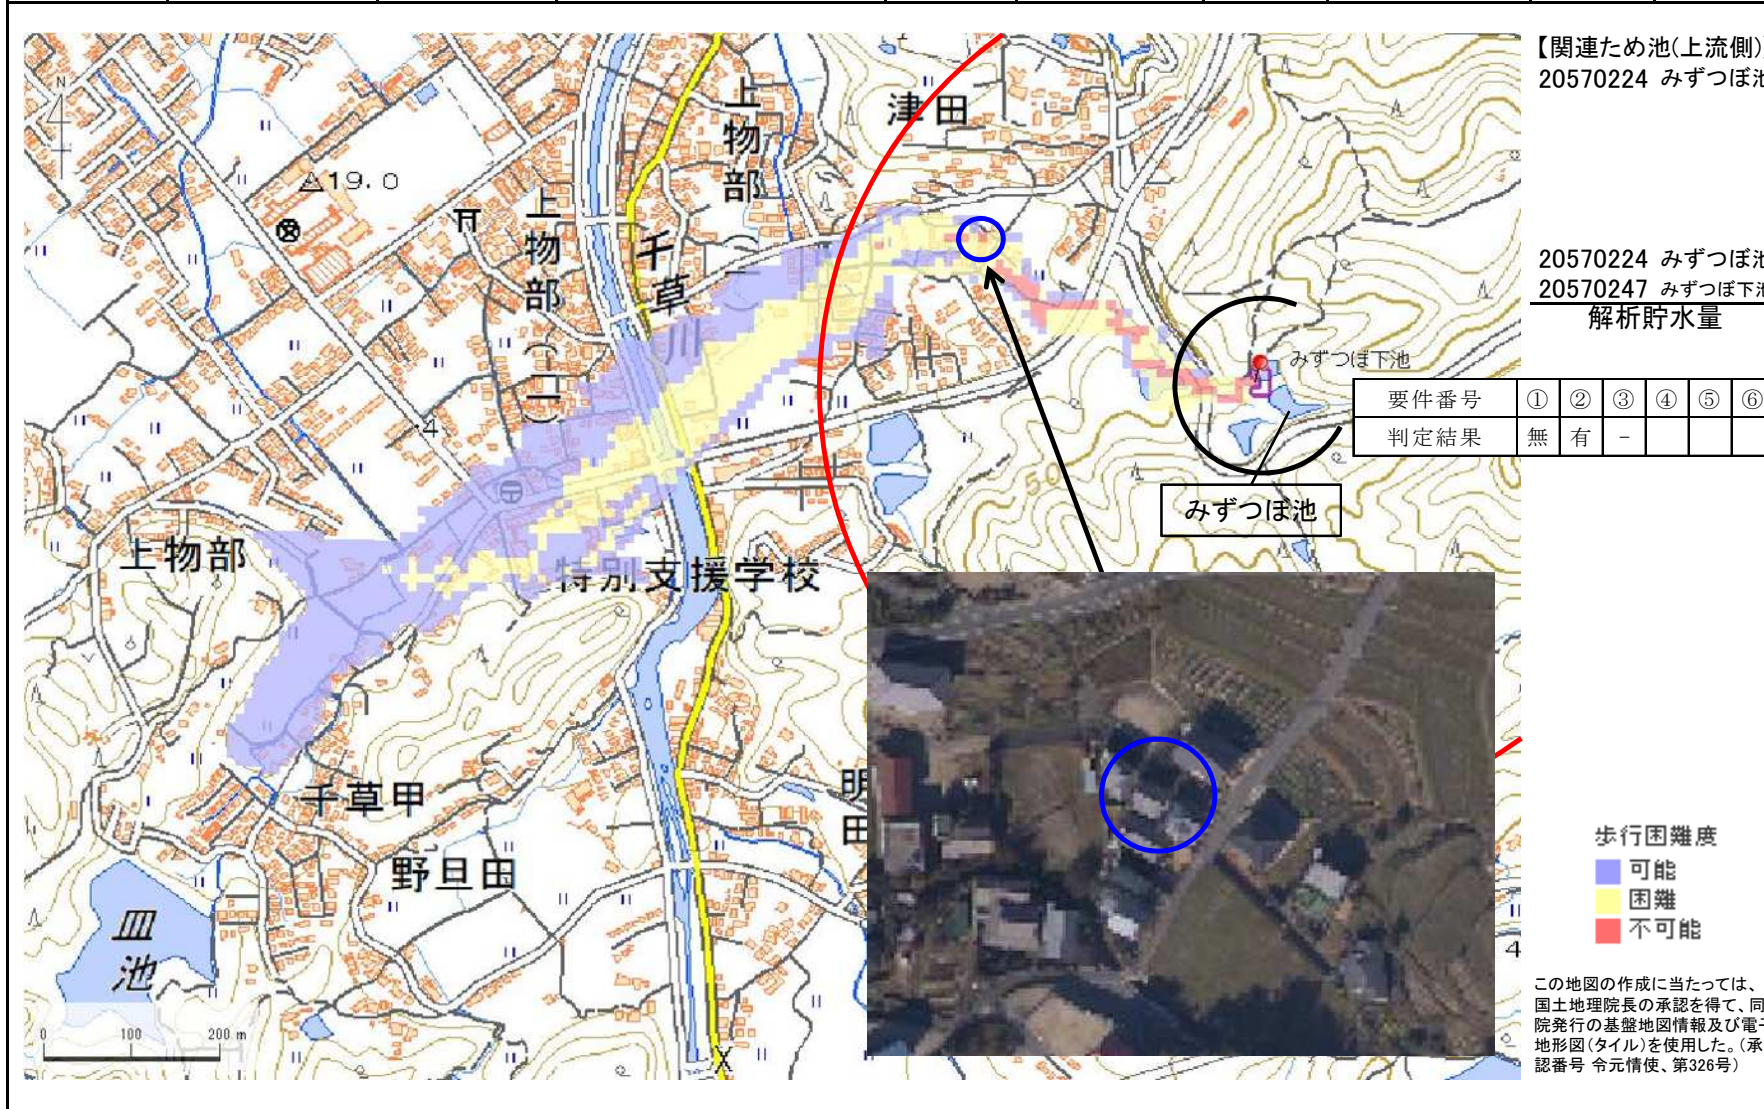 【関連ため池(上流側)
20570224 みずつぼ池
20570224 みずつぼ池
20570247 みずつぼ下池
解析貯水量
要件番号 ① ② ③ ④ ⑤ ⑥
判定結果 無 有 -
N
津田
上物部
上物部(二)
千草川
19.0
みずつぼ下池
みずつぼ池
50
・4
上物部
特別支援学校
千草甲
野旦田
明田
皿池
4
0 100 200 m
歩行困難度
可能
困難
不可能
この地図の作成に当たっては、
国土地理院長の承認を得て、同
院発行の基盤地図情報及び電子
地形図(タイル)を使用した。(承
認番号 令元情使、第326号)